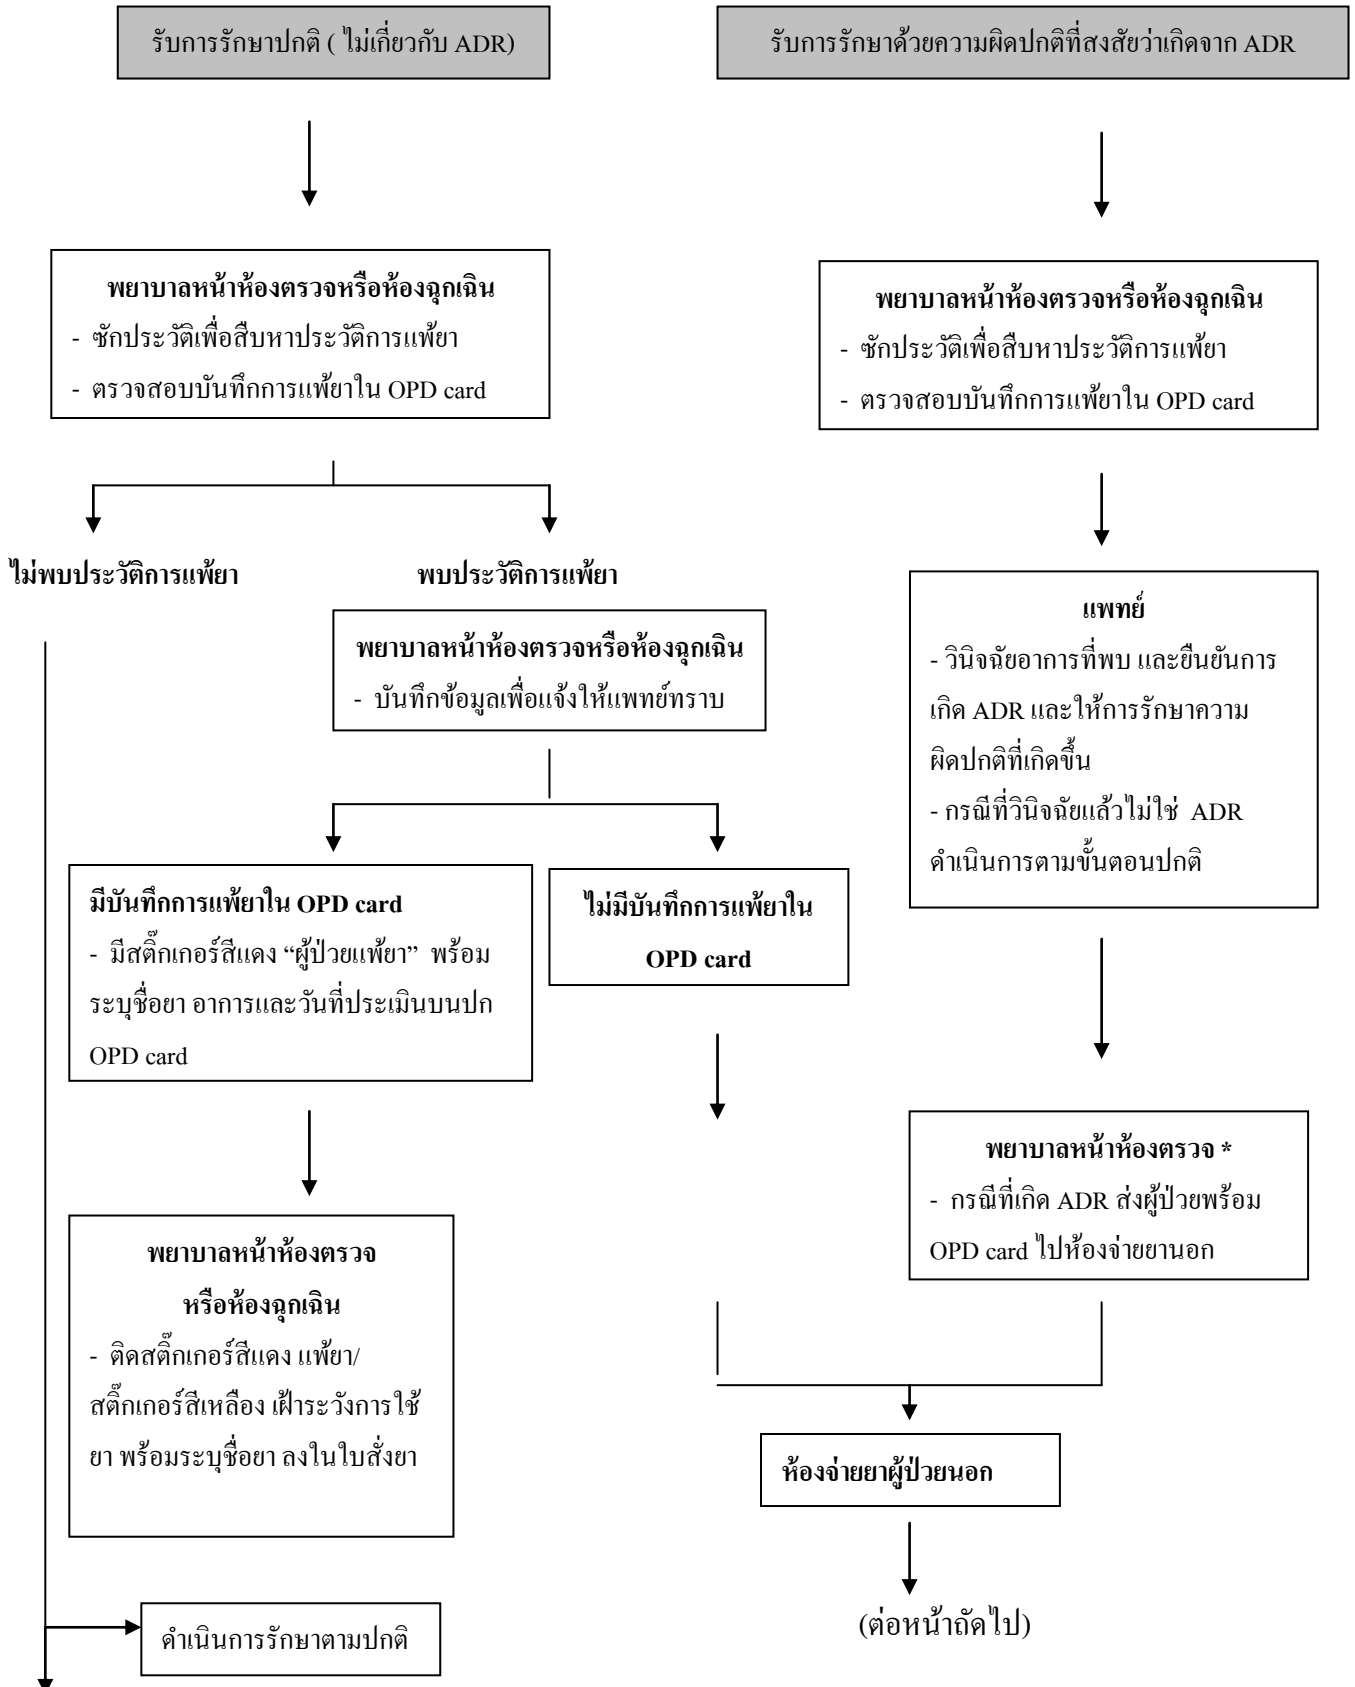 รับการรักษาปกติ ( ไม่เกี่ยวกับ ADR)
รับการรักษาด้วยความผิดปกติที่สงสัยว่าเกิดจาก ADR
พยาบาลหน้าห้องตรวจหรือห้องฉุกเฉิน
- ซักประวัติเพื่อสืบหาประวัติการแพ้ยา
- ตรวจสอบบันทึกการแพ้ยาใน OPD card
พยาบาลหน้าห้องตรวจหรือห้องฉุกเฉิน
- ซักประวัติเพื่อสืบหาประวัติการแพ้ยา
- ตรวจสอบบันทึกการแพ้ยาใน OPD card
ไม่พบประวัติการแพ้ยา
พบประวัติการแพ้ยา
พยาบาลหน้าห้องตรวจหรือห้องฉุกเฉิน
- บันทึกข้อมูลเพื่อแจ้งให้แพทย์ทราบ
แพทย์
- วินิจฉัยอาการที่พบ และยืนยันการ
เกิด ADR และให้การรักษาความ
ผิดปกติที่เกิดขึ้น
- กรณีที่วินิจฉัยแล้วไม่ใช่ ADR
ดำเนินการตามขั้นตอนปกติ
มีบันทึกการแพ้ยาใน OPD card
- มีสติ๊กเกอร์สีแดง “ผู้ป่วยแพ้ยา” พร้อม
ระบุชื่อยา อาการและวันที่ประเมินบนปก
OPD card
ไม่มีบันทึกการแพ้ยาใน
OPD card
พยาบาลหน้าห้องตรวจ *
- กรณีที่เกิด ADR ส่งผู้ป่วยพร้อม
OPD card ไปห้องจ่ายยานอก
พยาบาลหน้าห้องตรวจ
หรือห้องฉุกเฉิน
- ติดสติ๊กเกอร์สีแดง แพ้ยา/
สติ๊กเกอร์สีเหลือง เฝ้าระวังการใช้
ยา พร้อมระบุชื่อยา ลงในใบสั่งยา
ห้องจ่ายยาผู้ป่วยนอก
(ต่อหน้าถัดไป)
ดำเนินการรักษาตามปกติ